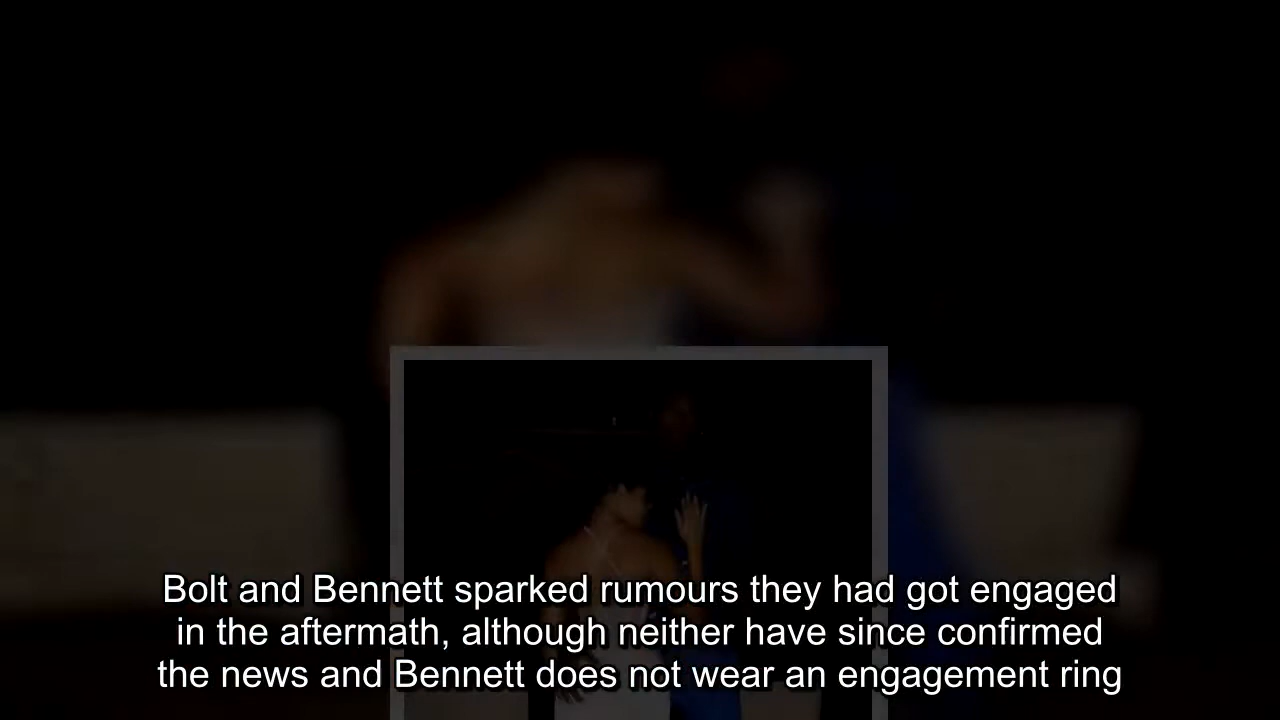 Bolt and Bennett sparked rumours they had got engaged
in the aftermath, although neither have since confirmed
the news and Bennett does not wear an engagement ring